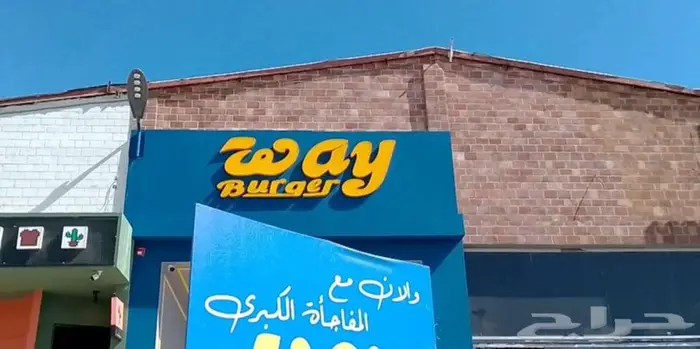 way
Burger
والآن مع
المفاجأة الكبرى
حراج